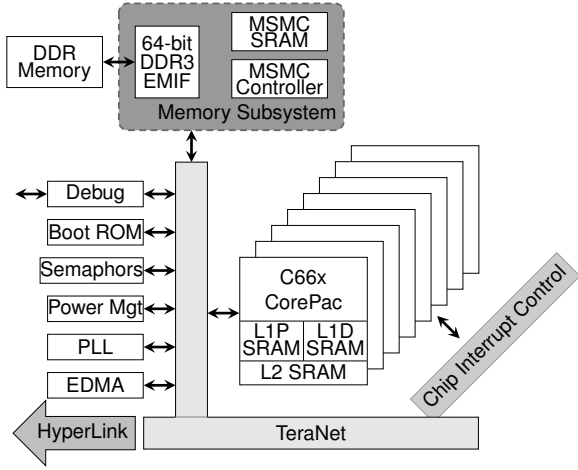 DDR
Memory
64-bit
DDR3
EMIF
MSMC
SRAM
MSMC
Controller
Memory Subsystem
Debug
Boot ROM
Semaphors
Power Mgt
PLL
EDMA
HyperLink
C66x
CorePac
L1P
SRAM
L1D
SRAM
L2 SRAM
Chip Interrupt Control
TeraNet